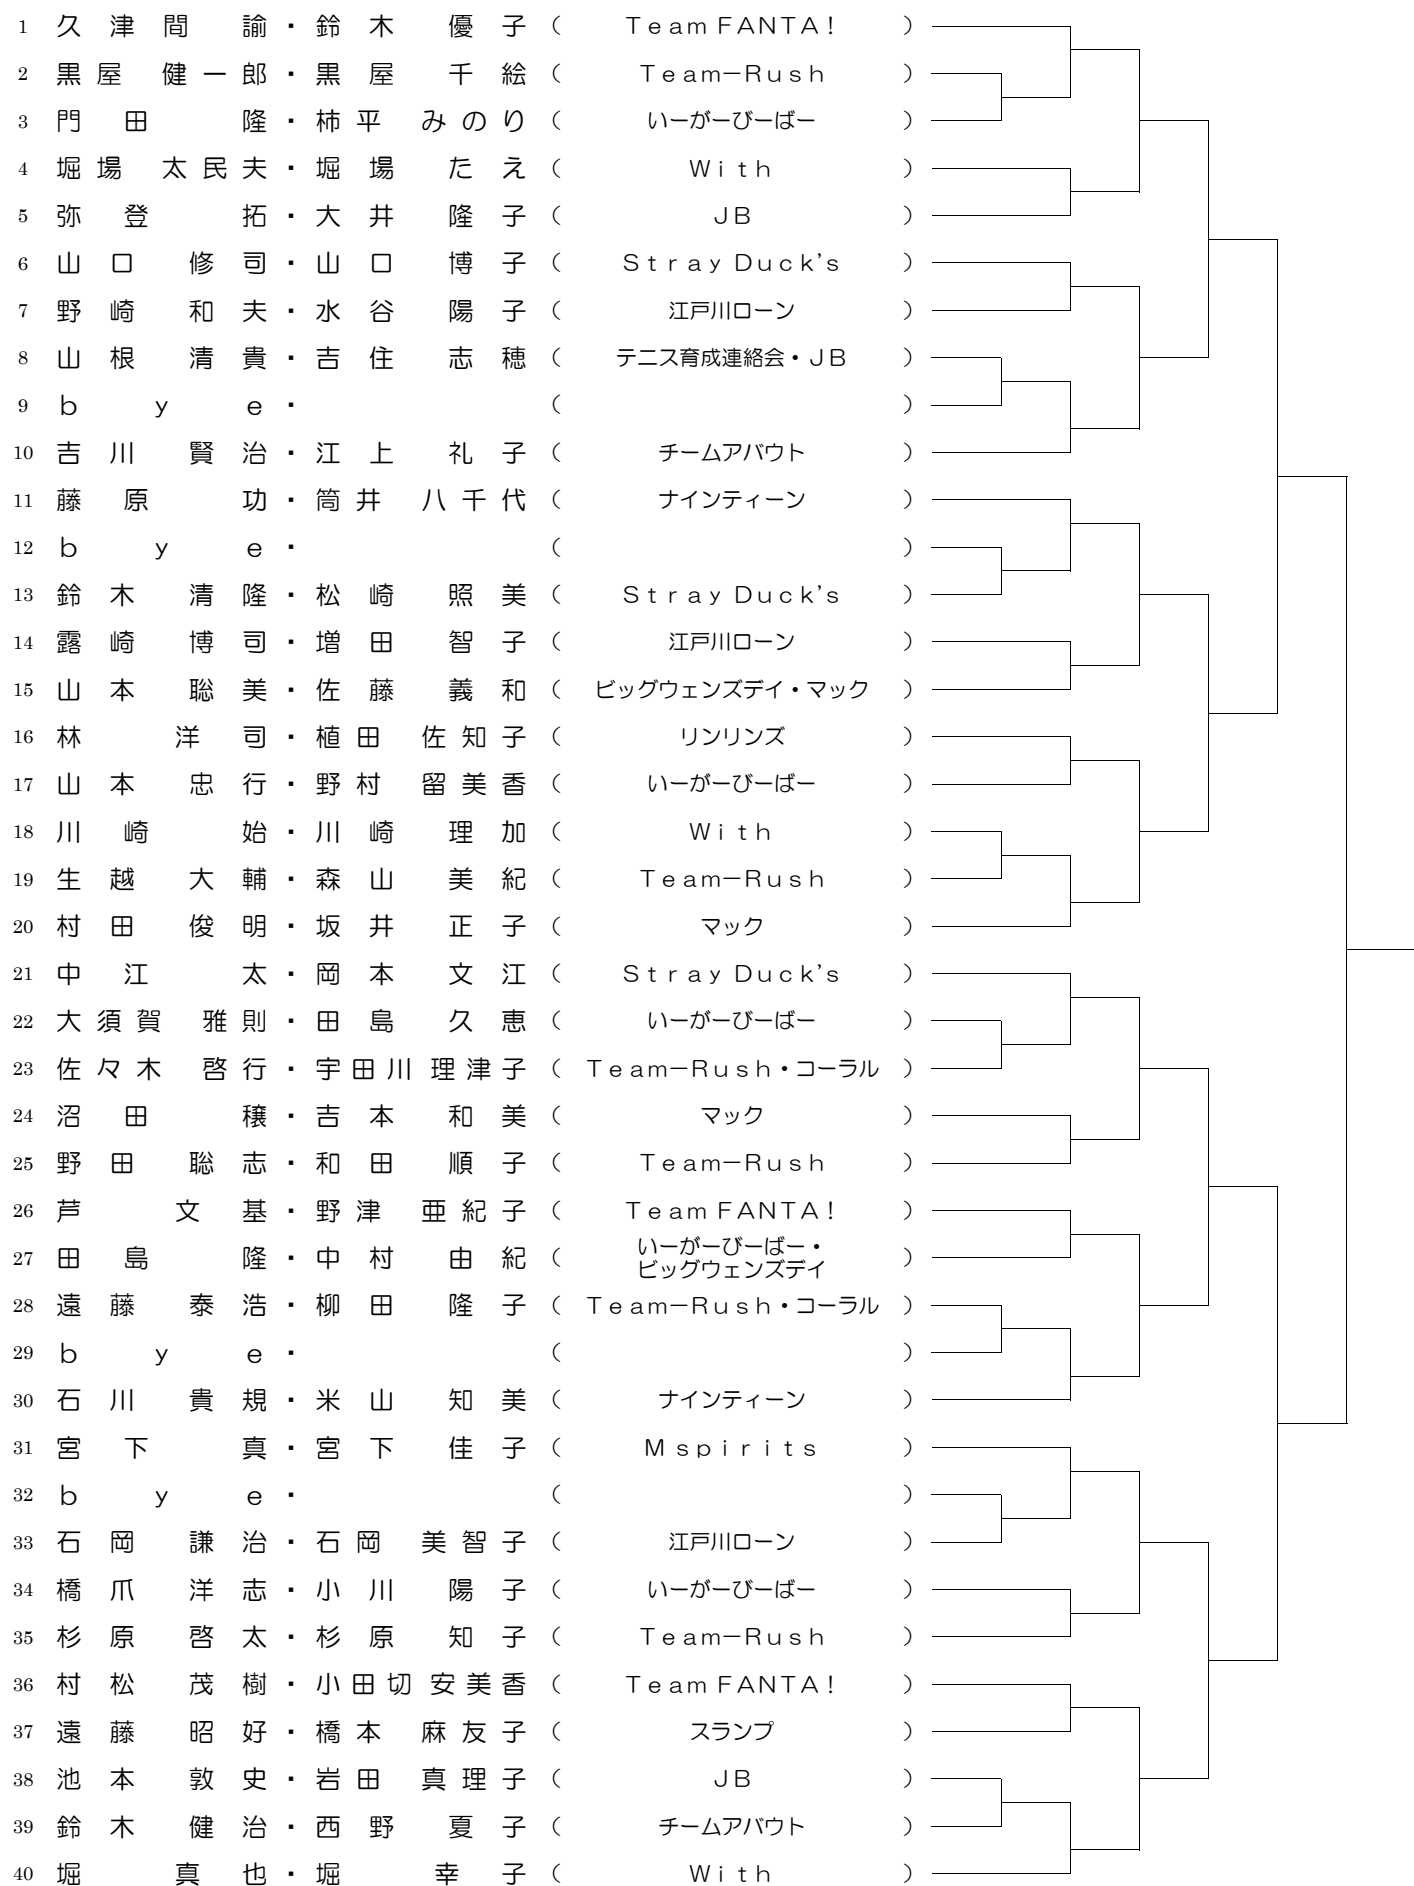 1 久津間 諭・鈴木 優子 ( Team FANTA! )
2 黒屋 健一郎・黒屋 千絵 ( Team－Rush )
3 門田 隆・柿平 みのり ( いーがーびーばー )
4 堀場 太民夫・堀場 たえ ( With )
5 弥登 拓・大井 隆子 ( JB )
6 山口 修司・山口 博子 ( Stray Duck's )
7 野崎 和夫・水谷 陽子 ( 江戸川ローン )
8 山根 清貴・吉住 志穂 ( テニス育成連絡会・JB )
9 bye・ ( )
10 吉川 賢治・江上 礼子 ( チームアバウト )
11 藤原 功・筒井 八千代 ( ナインティーン )
12 bye・ ( )
13 鈴木 清隆・松崎 照美 ( Stray Duck's )
14 露崎 博司・増田 智子 ( 江戸川ローン )
15 山本 聡美・佐藤 義和 ( ビッグウェンズデイ・マック )
16 林 洋司・植田 佐知子 ( リンリンズ )
17 山本 忠行・野村 留美香 ( いーがーびーばー )
18 川崎 始・川崎 理加 ( With )
19 生越 大輔・森山 美紀 ( Team－Rush )
20 村田 俊明・坂井 正子 ( マック )
21 中江 太・岡本 文江 ( Stray Duck's )
22 大須賀 雅則・田島 久恵 ( いーがーびーばー )
23 佐々木 啓行・宇田川 理津子 ( Team－Rush・コーラル )
24 沼田 穣・吉本 和美 ( マック )
25 野田 聡志・和田 順子 ( Team－Rush )
26 芦 文基・野津 亜紀子 ( Team FANTA! )
27 田島 隆・中村 由紀 ( いーがーびーばー・
ビッグウェンズデイ )
28 遠藤 泰浩・柳田 隆子 ( Team－Rush・コーラル )
29 bye・ ( )
30 石川 貴規・米山 知美 ( ナインティーン )
31 宮下 真・宮下 佳子 ( M spirits )
32 bye・ ( )
33 石岡 謙治・石岡 美智子 ( 江戸川ローン )
34 橋爪 洋志・小川 陽子 ( いーがーびーばー )
35 杉原 啓太・杉原 知子 ( Team－Rush )
36 村松 茂樹・小田切 安美香 ( Team FANTA! )
37 遠藤 昭好・橋本 麻友子 ( スランプ )
38 池本 敦史・岩田 真理子 ( JB )
39 鈴木 健治・西野 夏子 ( チームアバウト )
40 堀 真也・堀 幸子 ( With )